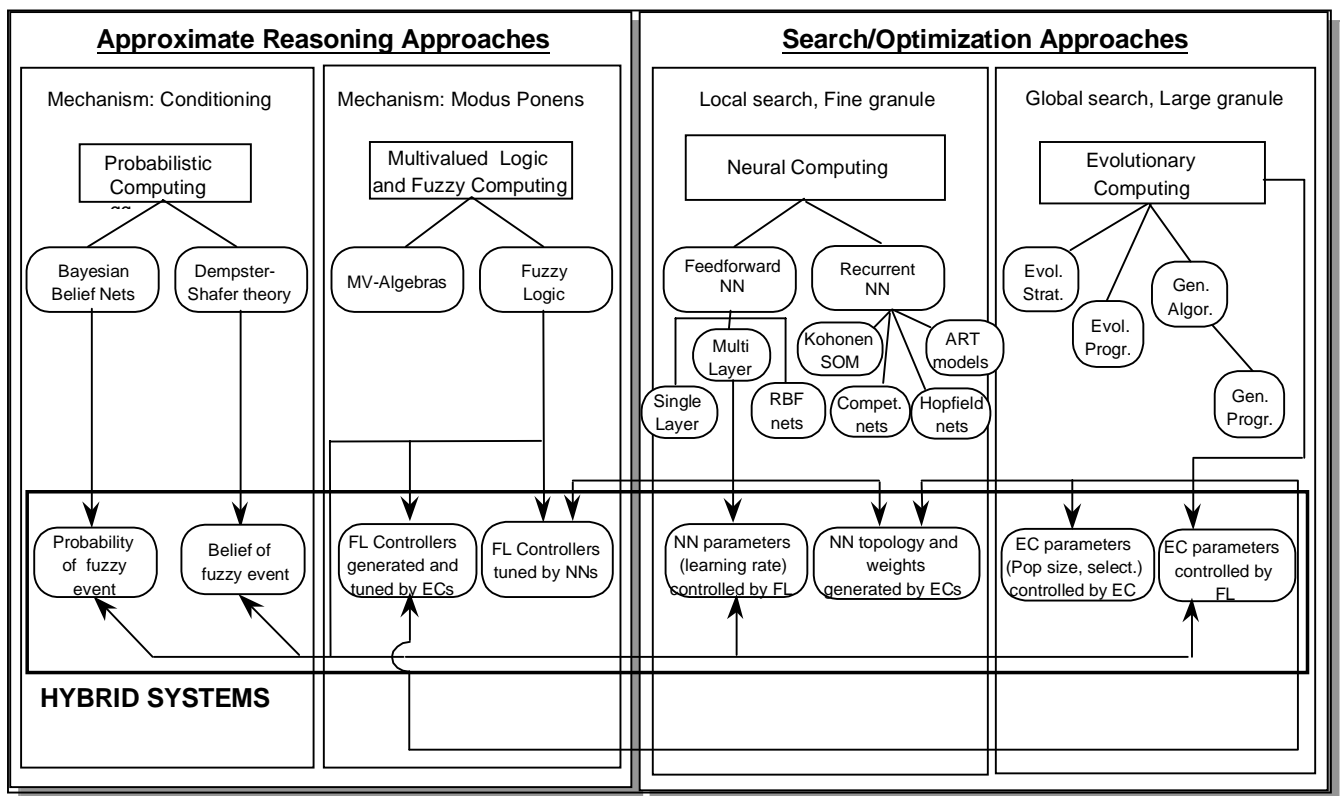 Approximate Reasoning Approaches
Search/Optimization Approaches
Mechanism: Conditioning
Mechanism: Modus Ponens
Local search, Fine granule
Global search, Large granule
Probabilistic
Computing
Multivalued Logic
and Fuzzy Computing
Neural Computing
Evolutionary
Computing
Bayesian
Belief Nets
Dempster-
Shafer theory
MV-Algebras
Fuzzy
Logic
Feedforward
NN
Recurrent
NN
Evol.
Strat.
Evol.
Progr.
Gen.
Algor.
Gen.
Progr.
Single
Layer
Multi
Layer
RBF
nets
Kohonen
SOM
Compet.
nets
Hopfield
nets
ART
models
Probability
of fuzzy
event
Belief of
fuzzy event
FL Controllers
generated and
tuned by ECs
FL Controllers
tuned by NNs
NN parameters
(learning rate)
controlled by FL
NN topology and
weights
generated by ECs
EC parameters
(Pop size, select.)
controlled by EC
EC parameters
controlled by
FL
HYBRID SYSTEMS